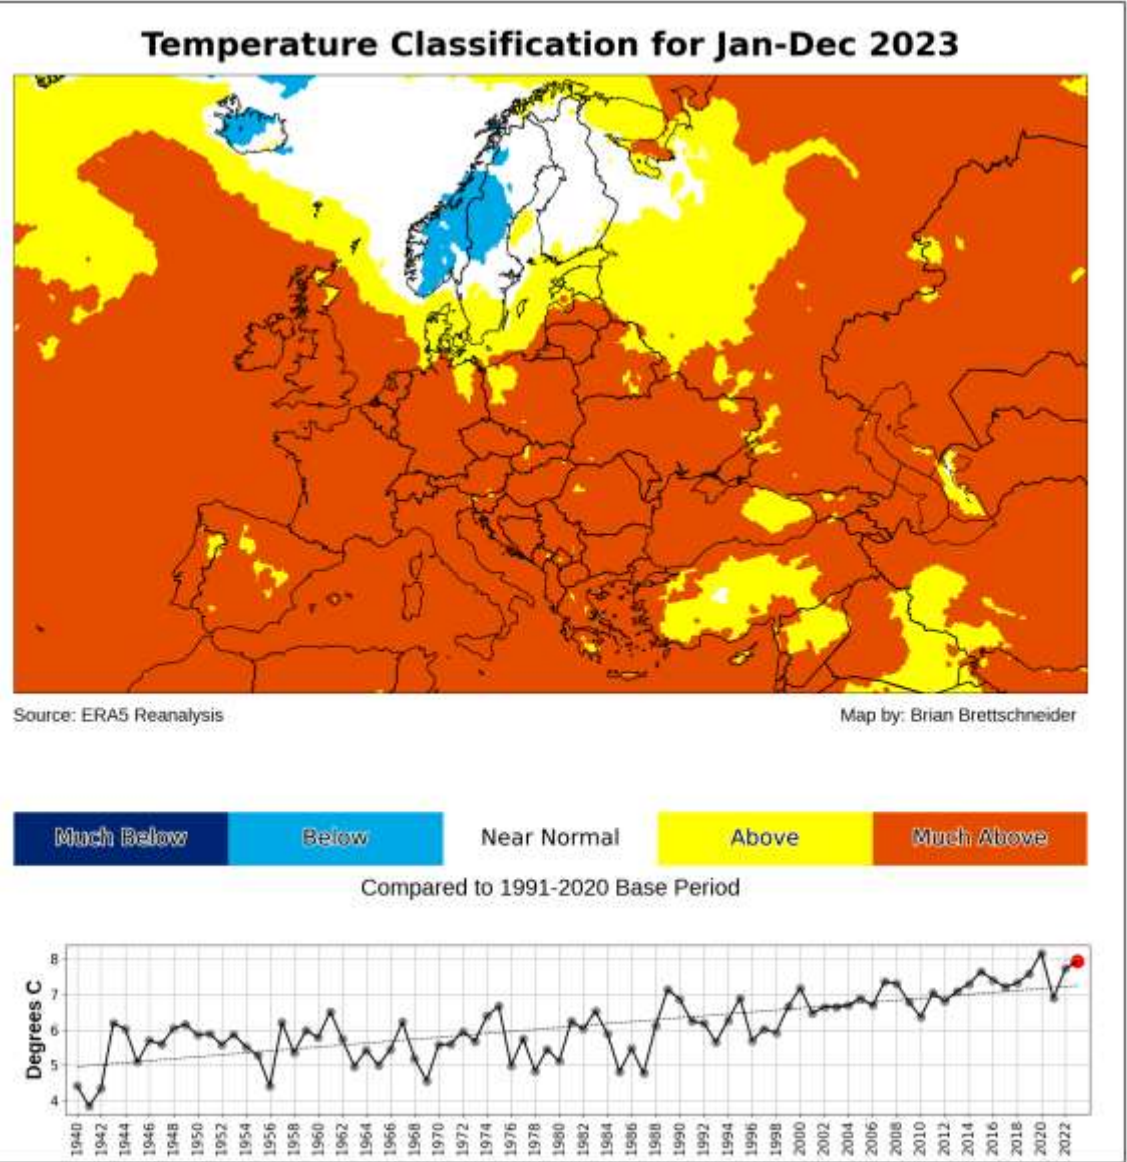 Temperature Classification for Jan-Dec 2023
Source: ERA5 Reanalysis Map by: Brian Brettschneider
Much Below Below Near Normal Above Much Above
Compared to 1991-2020 Base Period
Degrees C
8
7
6
5
4
1940 1942 1944 1946 1948 1950 1952 1954 1956 1958 1960 1962 1964 1966 1968 1970 1972 1974 1976 1978 1980 1982 1984 1986 1988 1990 1992 1994 1996 1998 2000 2002 2004 2006 2008 2010 2012 2014 2016 2018 2020 2022